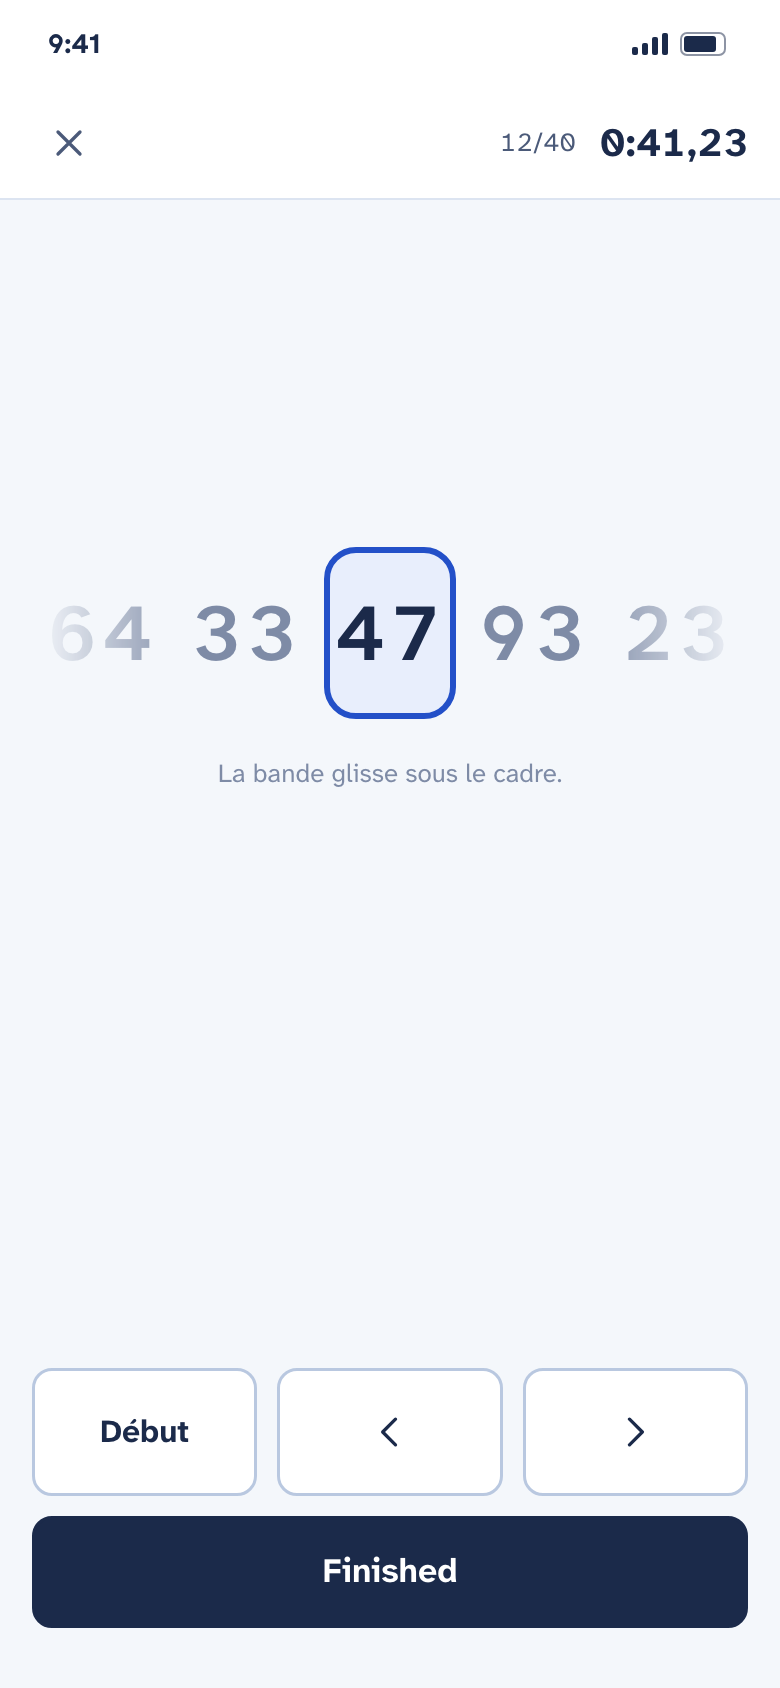 9:41
12/40 0:41,23
64 33 47 93 23
La bande glisse sous le cadre.
Début
Finished